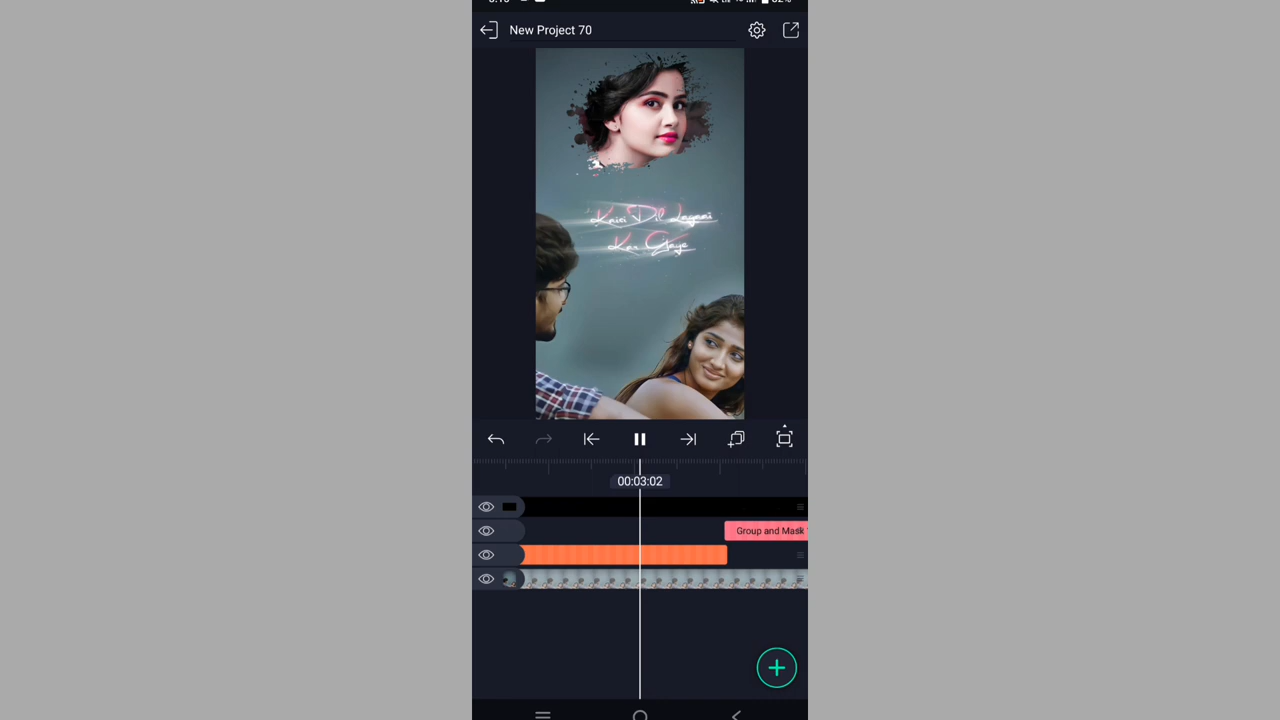 New Project 70
Kaisi Dil Lagani
Kar Gaye
00:03:02
Group and Mask